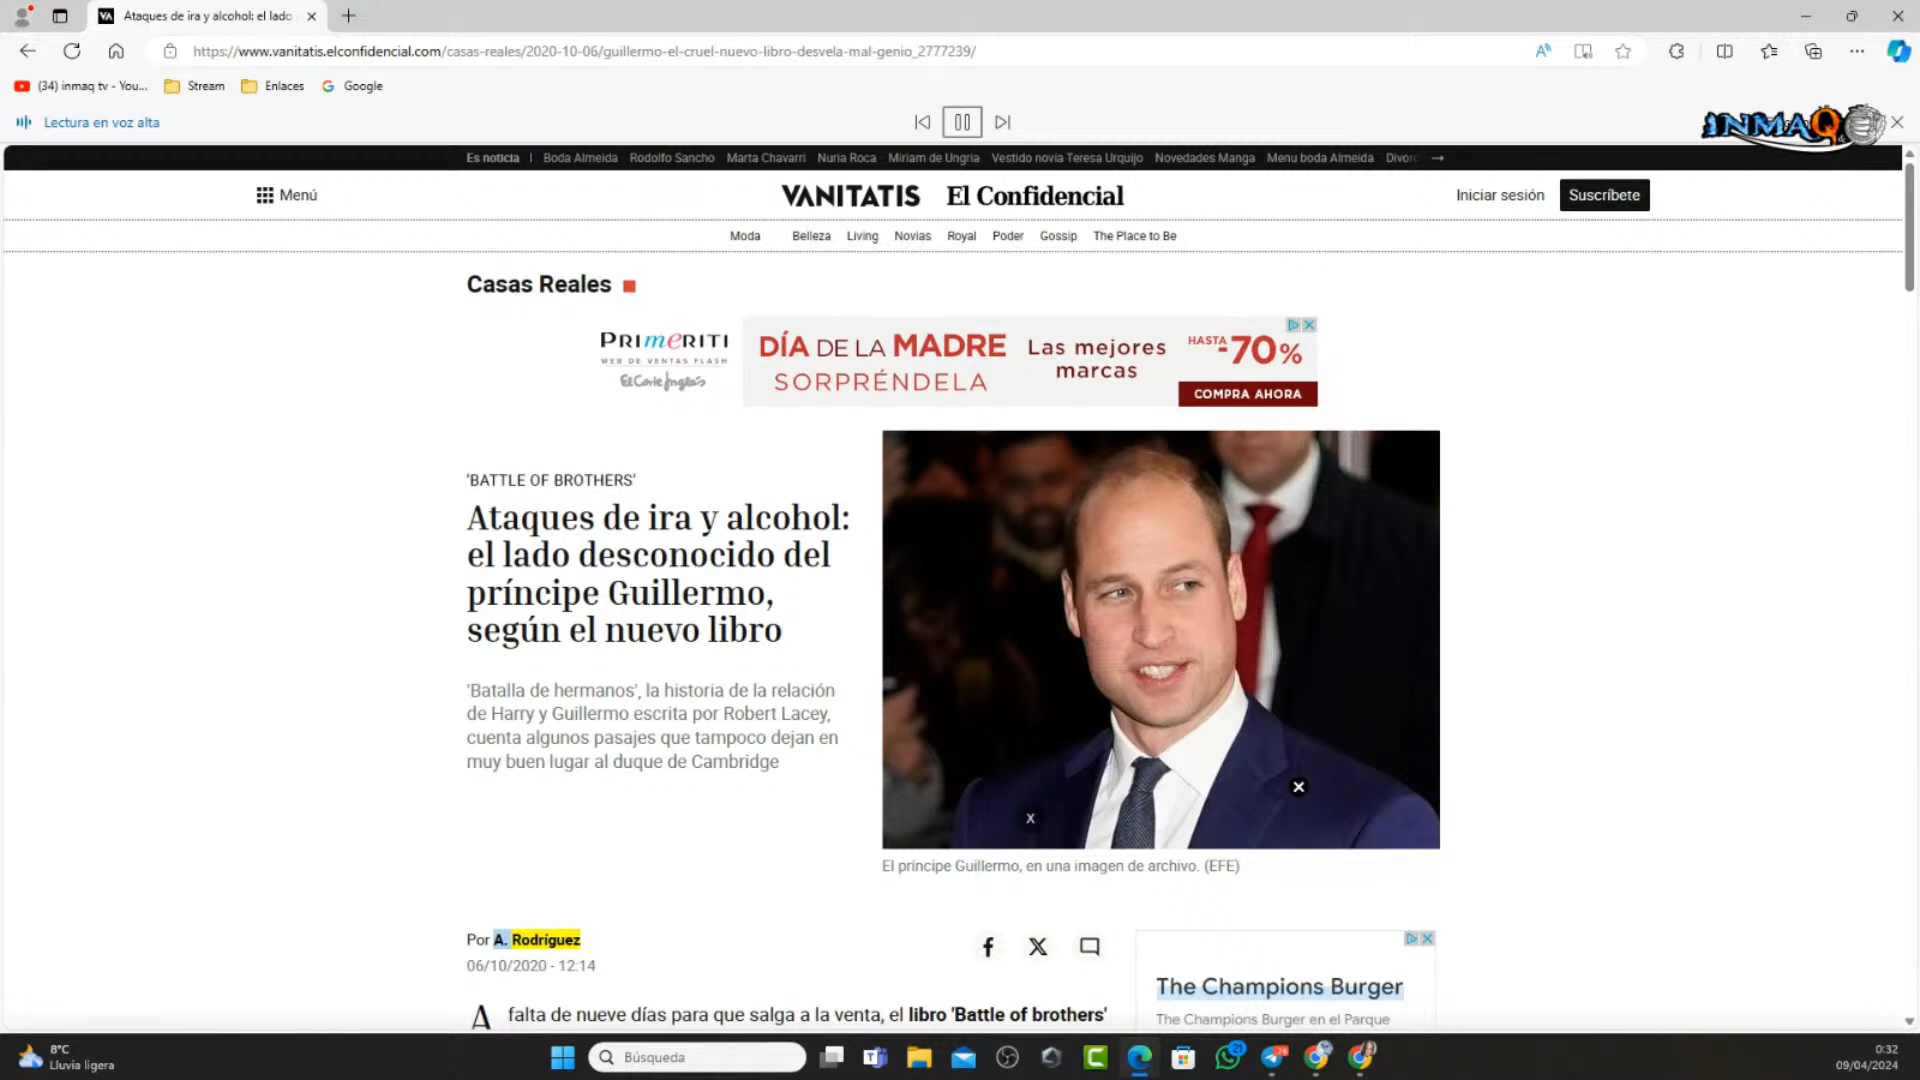 Ataques de ira y alcohol: el lado
https://www.vanitatis.elconfidencial.com/casas-reales/2020-10-06/guillermo-el-cruel-nuevo-libro-desvela-mal-genio_2777239/
(34) inmaq tv - You...
Stream
Enlaces
Google
Lectura en voz alta
INMAQ
Es noticia | Boda Almeida Rodolfo Sancho Marta Chavarri Nuria Roca Miriam de Ungria Vestido novia Teresa Urquijo Novedades Manga Menu boda Almeida Divor
Menú
VANITATIS El Confidencial
Iniciar sesión
Suscríbete
Moda Belleza Living Novias Royal Poder Gossip The Place to Be
Casas Reales
PRIMERITI
WEB DE VENTAS FLASH
El Corte Inglés
DÍA DE LA MADRE
SORPRÉNDELA
Las mejores
marcas
HASTA -70%
COMPRA AHORA
'BATTLE OF BROTHERS'
Ataques de ira y alcohol:
el lado desconocido del
príncipe Guillermo,
según el nuevo libro
'Batalla de hermanos', la historia de la relación
de Harry y Guillermo escrita por Robert Lacey,
cuenta algunos pasajes que tampoco dejan en
muy buen lugar al duque de Cambridge
X
El príncipe Guillermo, en una imagen de archivo. (EFE)
Por A. Rodríguez
06/10/2020 - 12:14
A falta de nueve días para que salga a la venta, el libro 'Battle of brothers'
The Champions Burger
The Champions Burger en el Parque
8°C
Lluvia ligera
Búsqueda
21
0:32
09/04/2024